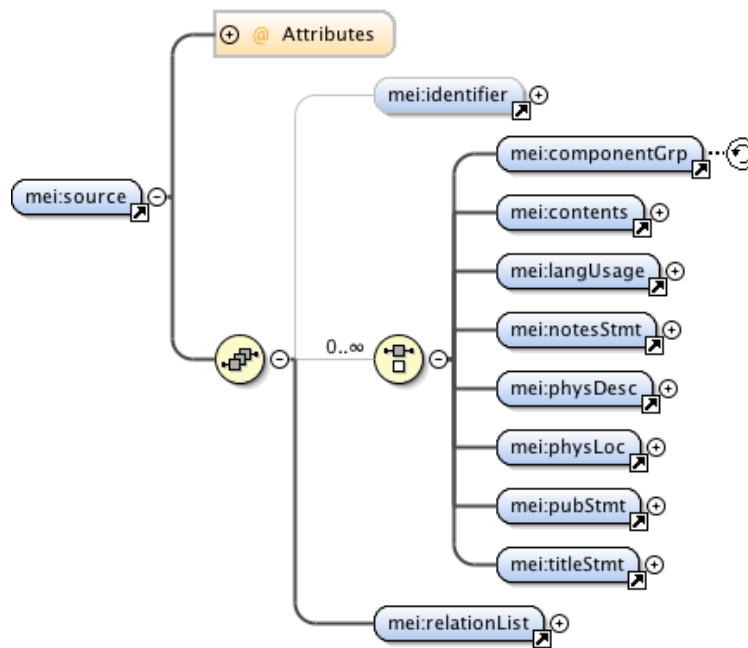 @ Attributes
mei:identifier
mei:componentGrp
mei:source
mei:contents
mei:langUsage
0..∞
mei:notesStmt
mei:physDesc
mei:physLoc
mei:pubStmt
mei:titleStmt
mei:relationList